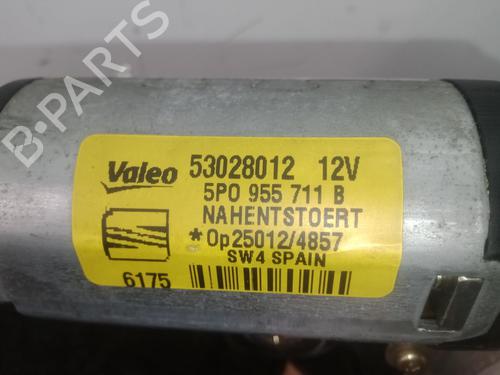 B-PARTS
Valeo 53028012 12V
5P0 955 711 B
NAHENTSTOERT
*Op25012/4857
SW4 SPAIN
6175